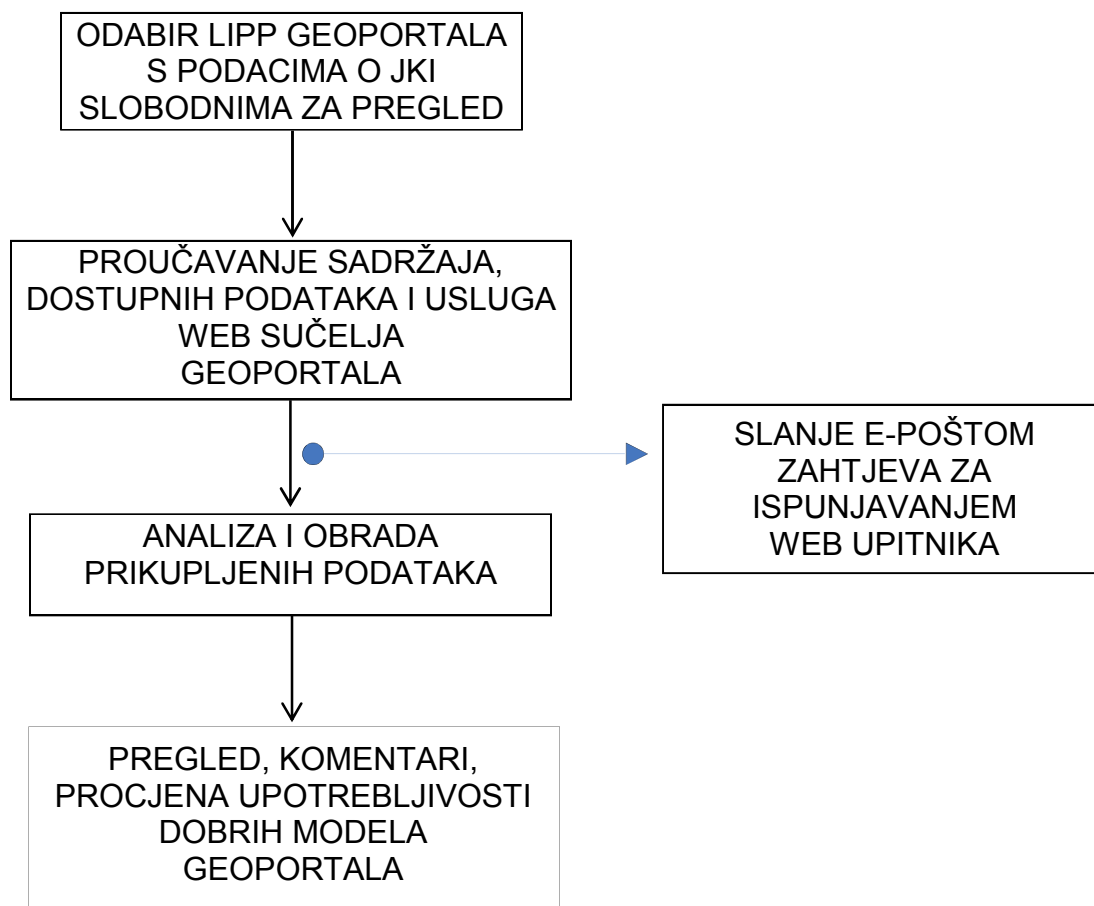 ODABIR LIPP GEOPORTALA
S PODACIMA O JKI
SLOBODNIMA ZA PREGLED
PROUČAVANJE SADRŽAJA,
DOSTUPNIH PODATAKA I USLUGA
WEB SUČELJA
GEOPORTALA
SLANJE E-POŠTOM
ZAHTJEVA ZA
ISPUNJAVANJEM
WEB UPITNIKA
ANALIZA I OBRADA
PRIKUPLJENIH PODATAKA
PREGLED, KOMENTARI,
PROCJENA UPOTREBLJIVOSTI
DOBRIH MODELA
GEOPORTALA